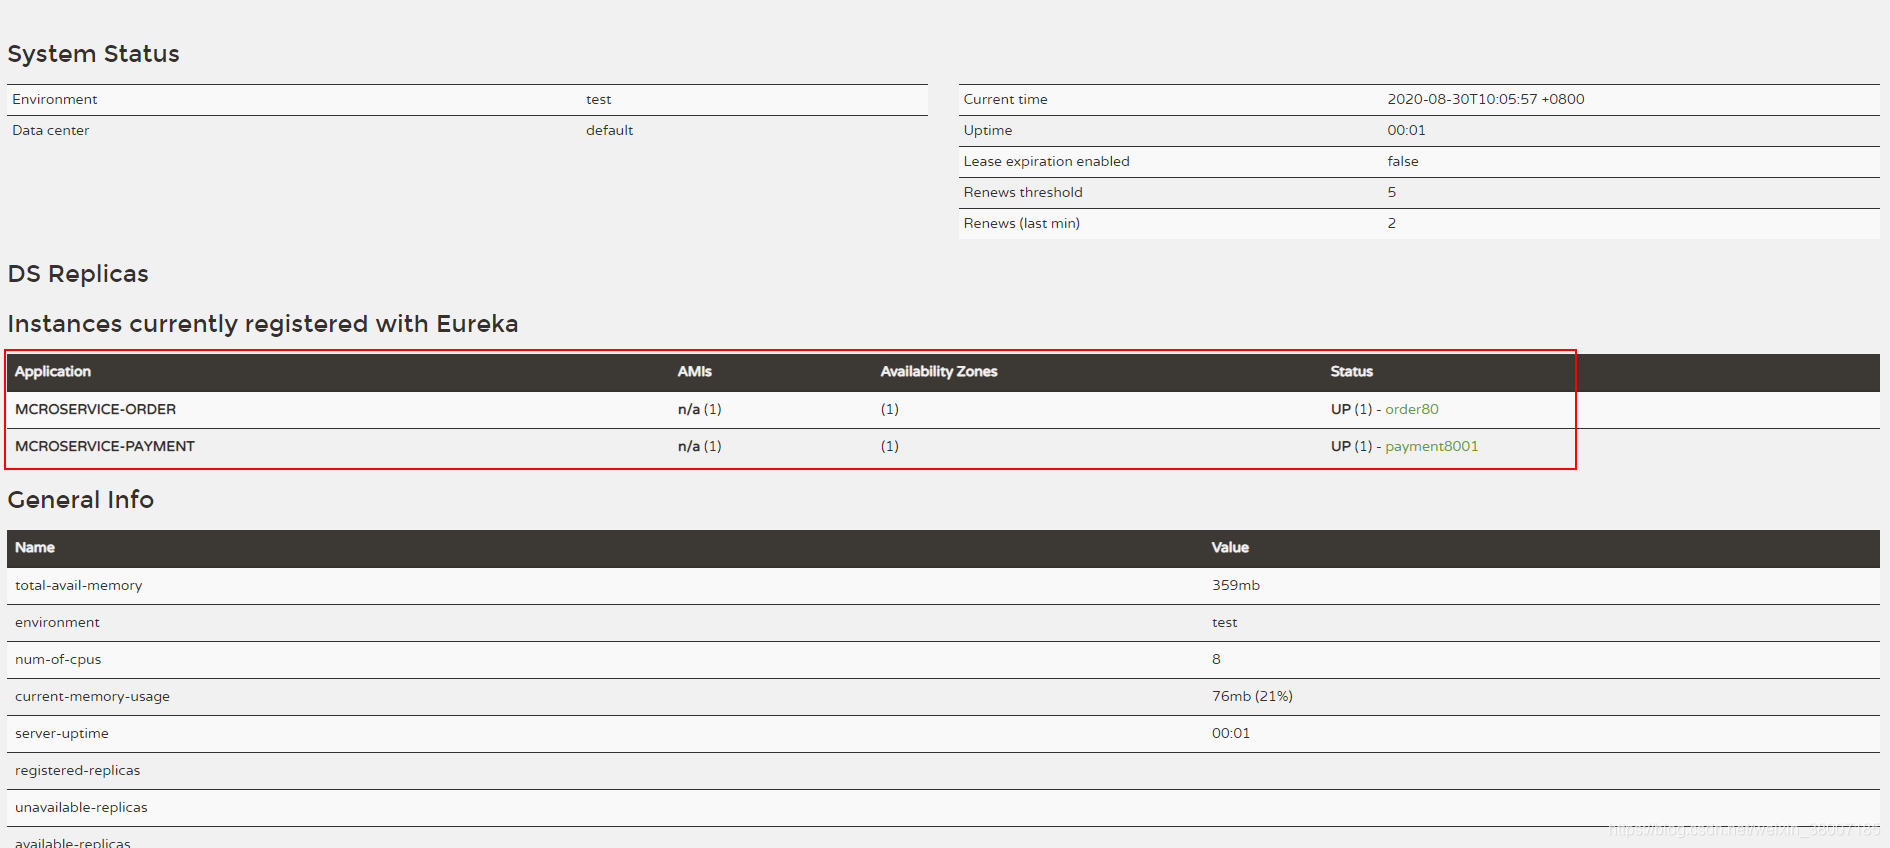 System Status
Environment test
Data center default
Current time 2020-08-30T10:05:57 +0800
Uptime 00:01
Lease expiration enabled false
Renews threshold 5
Renews (last min) 2
DS Replicas
Instances currently registered with Eureka
Application AMIs Availability Zones Status
MCROSERVICE-ORDER n/a (1) (1) UP (1) - order80
MCROSERVICE-PAYMENT n/a (1) (1) UP (1) - payment8001
General Info
Name Value
total-avail-memory 359mb
environment test
num-of-cpus 8
current-memory-usage 76mb (21%)
server-uptime 00:01
registered-replicas
unavailable-replicas
available-replicas
https://blog.csdn.net/weixin_38007185